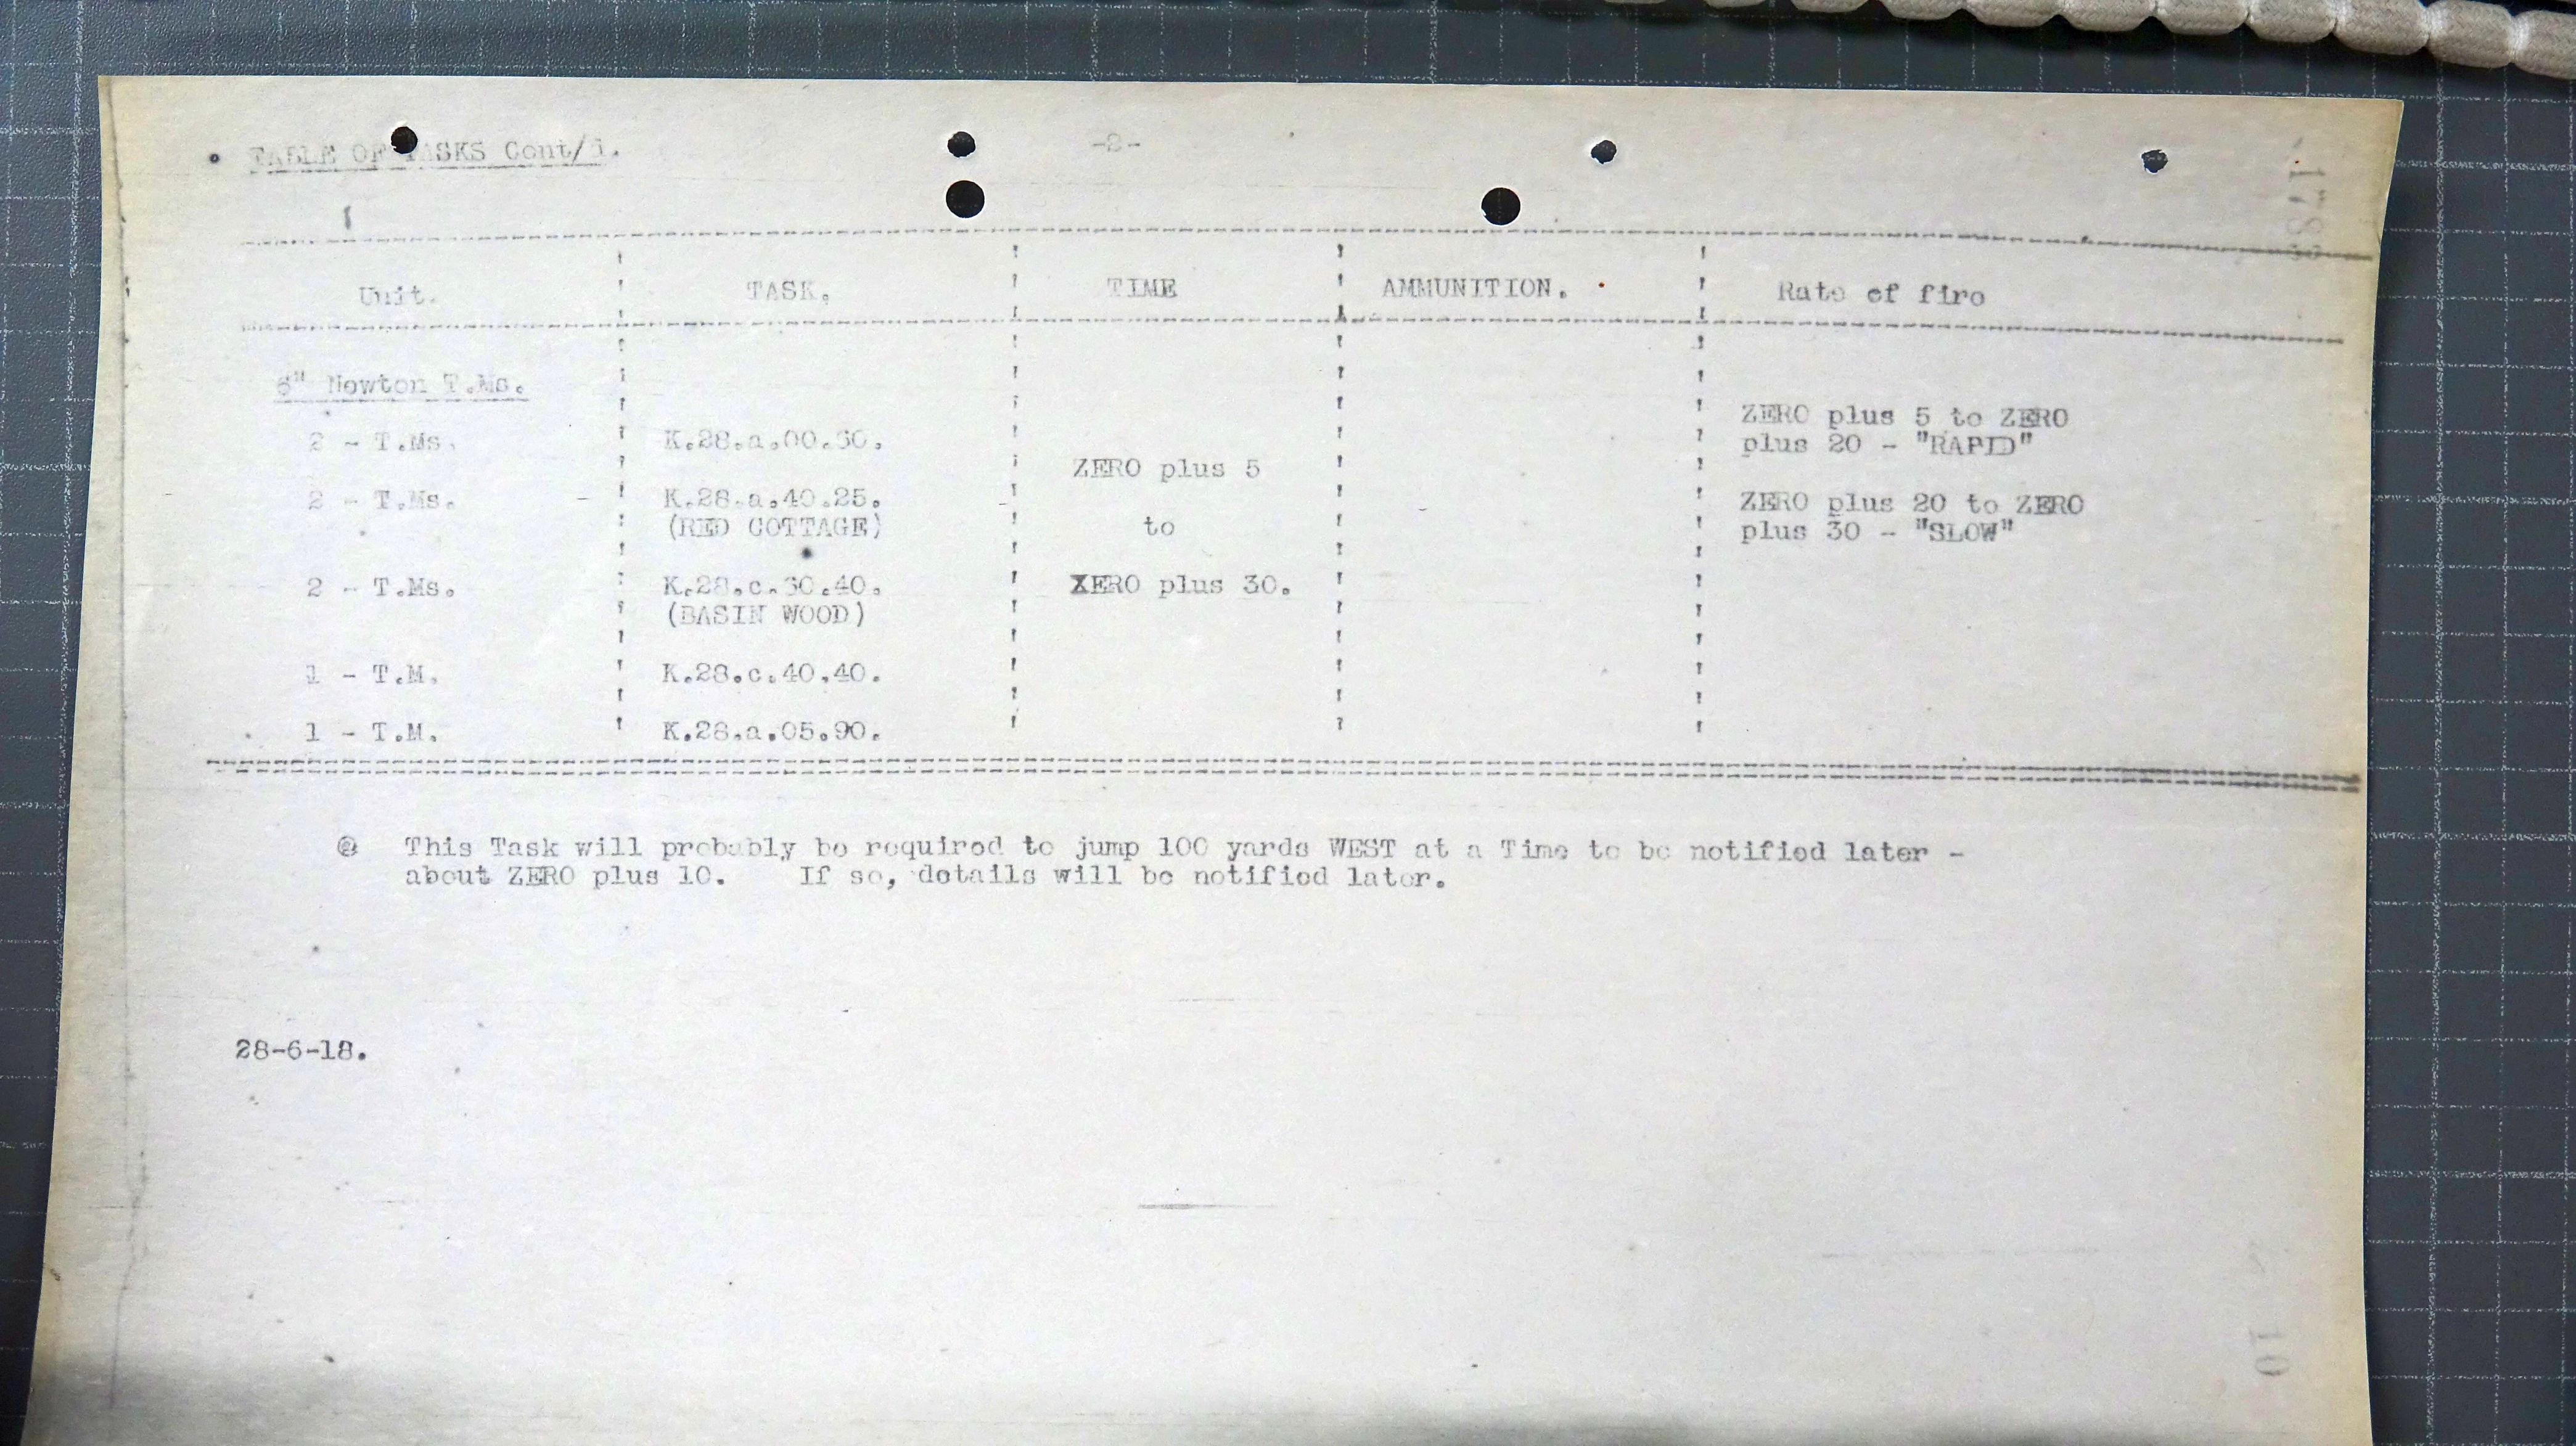 TABLE OF TASKS Cont/d. -2-
Unit. TASK. TIME AMMUNITION. Rate of fire
6" Newton T.Ms.
ZERO plus 5 to ZERO
2 - T.Ms. K.28.a.00.60. plus 20 - "RAPID"
ZERO plus 5
2 - T.Ms. K.28.a.40.25. ZERO plus 20 to ZERO
(RED COTTAGE) to plus 30 - "SLOW"
2 - T.Ms. K.28.c.60.40. ZERO plus 30.
(BASIN WOOD)
1 - T.M. K.28.c.40.40.
1 - T.M. K.28.a.05.90.
@ This Task will probably be required to jump 100 yards WEST at a Time to be notified later -
about ZERO plus 10. If so, details will be notified later.
28-6-18.